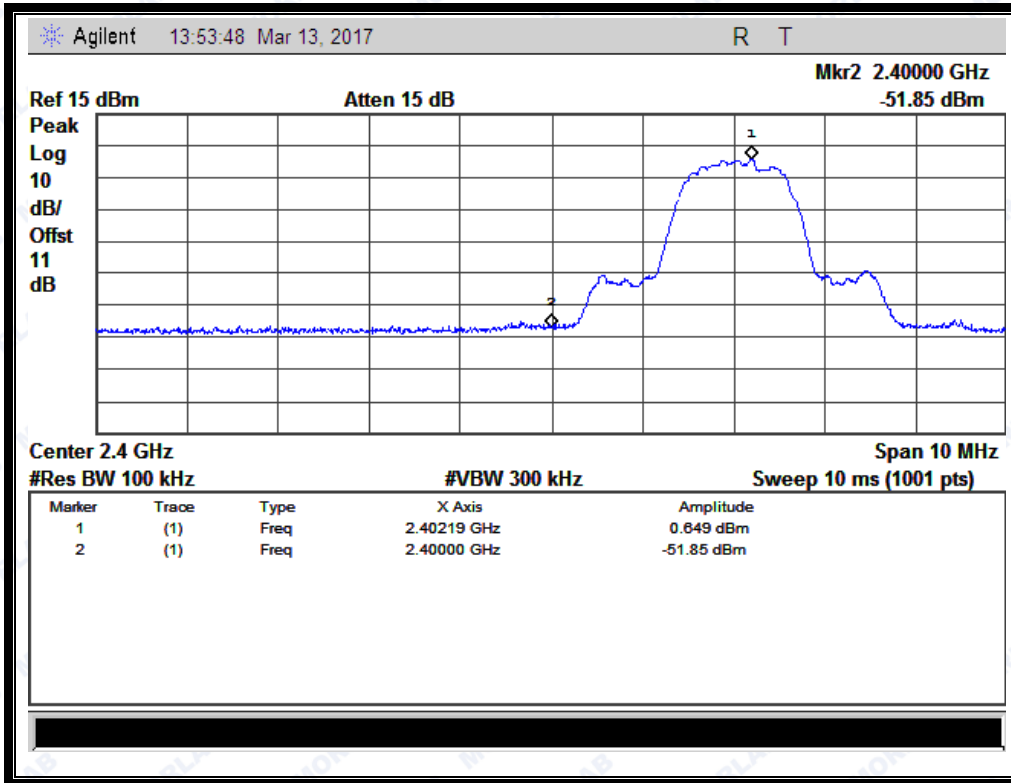 Agilent 13:53:48 Mar 13, 2017 R T
Mkr2 2.40000 GHz
Ref 15 dBm Atten 15 dB -51.85 dBm
Peak
Log
10
dB/
Offst
11
dB
1
2
Center 2.4 GHz Span 10 MHz
#Res BW 100 kHz #VBW 300 kHz Sweep 10 ms (1001 pts)
Marker Trace Type X Axis Amplitude
1 (1) Freq 2.40219 GHz 0.649 dBm
2 (1) Freq 2.40000 GHz -51.85 dBm